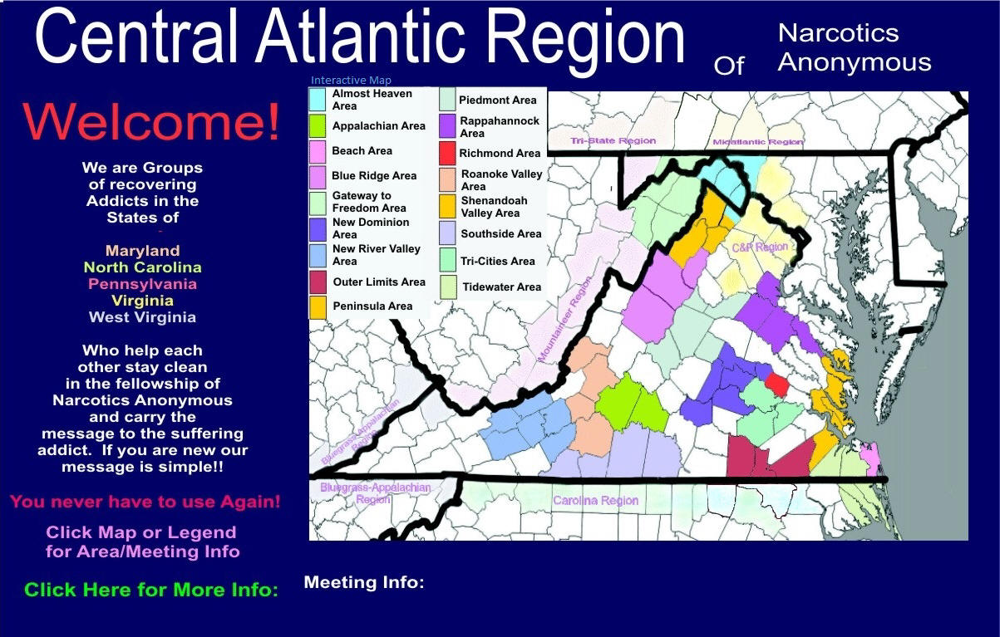 Central Atlantic Region
Of
Narcotics
Anonymous
Interactive Map
Welcome!
We are Groups
of recovering
Addicts in the
States of
-
Maryland
North Carolina
Pennsylvania
Virginia
West Virginia
Who help each
other stay clean
in the fellowship of
Narcotics Anonymous
and carry the
message to the suffering
addict.  If you are new our
message is simple!!
You never have to use Again!
Click Map or Legend
for Area/Meeting Info
Click Here for More Info:
Almost Heaven
Area
Appalachian Area
Beach Area
Blue Ridge Area
Gateway to
Freedom Area
New Dominion
Area
New River Valley
Area
Outer Limits Area
Peninsula Area
Piedmont Area
Rappahannock
Area
Richmond Area
Roanoke Valley
Area
Shenandoah
Valley Area
Southside Area
Tri-Cities Area
Tidewater Area
Tri-State Region
Midatlantic Region
C&P Region
Mountaineer Region
Bluegrass-Appalachian
Region
Bluegrass-Appalachian
Region
Carolina Region
Meeting Info: